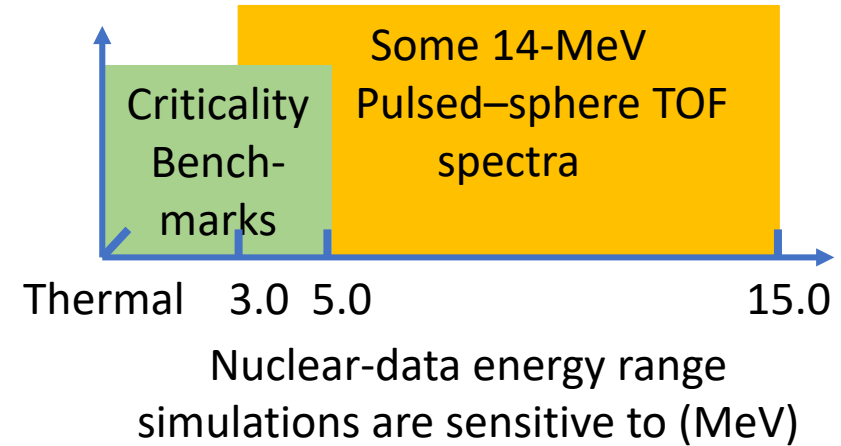 Some 14-MeV
Pulsed–sphere TOF
spectra
Criticality
Bench-
marks
Thermal 3.0 5.0 15.0
Nuclear-data energy range
simulations are sensitive to (MeV)